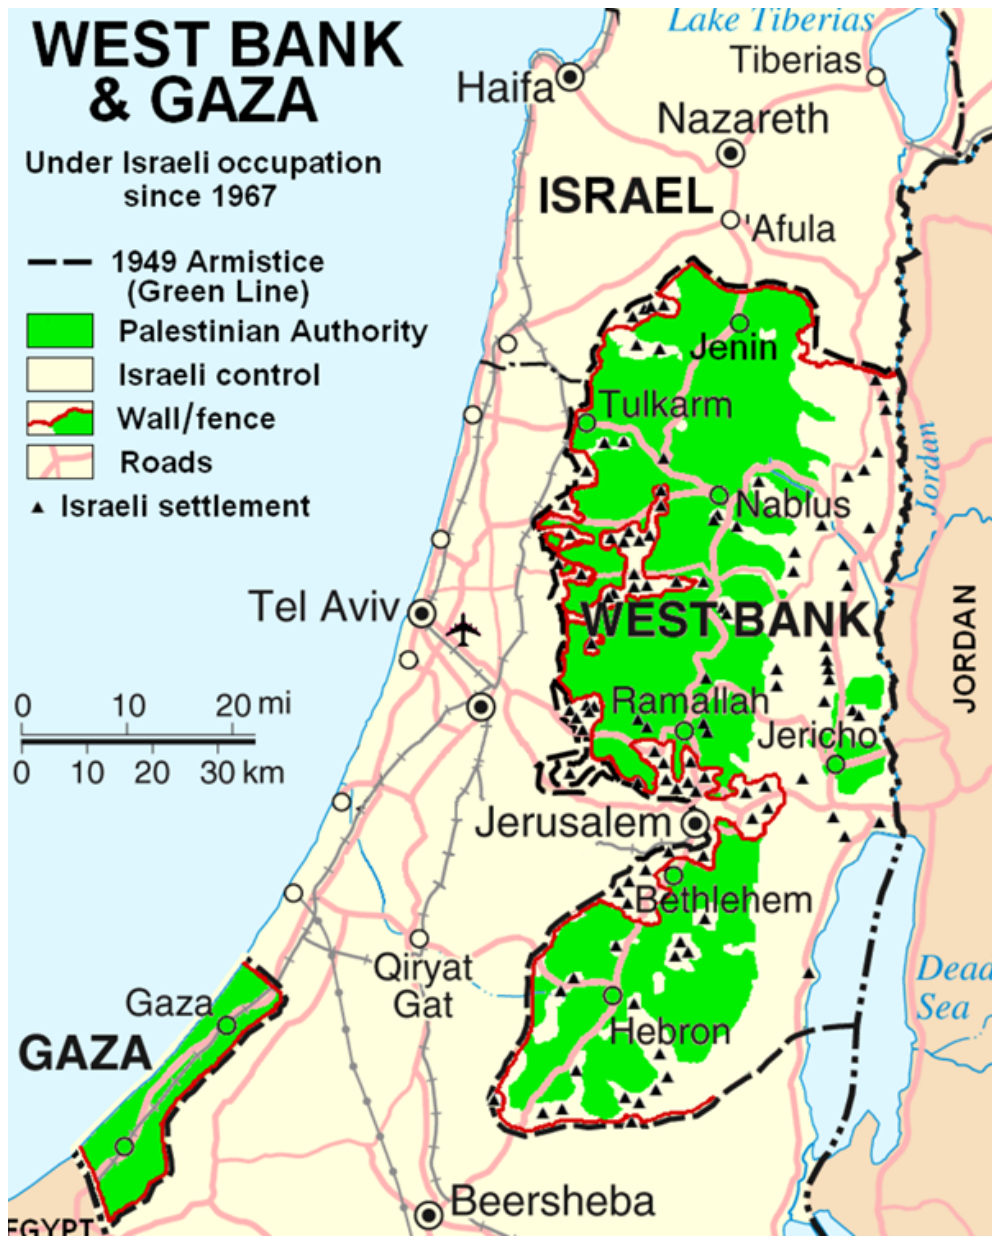 WEST BANK
& GAZA
Under Israeli occupation
since 1967
1949 Armistice
(Green Line)
Palestinian Authority
Israeli control
Wall/fence
Roads
Israeli settlement
Lake Tiberias
Tiberias
Haifa
Nazareth
ISRAEL
'Afula
Jenin
Tulkarm
Jordan
Nablus
Tel Aviv
WEST BANK
JORDAN
0 10 20 mi
0 10 20 30 km
Ramallah
Jericho
Jerusalem
Bethlehem
Qiryat
Gat
Dead
Sea
Gaza
Hebron
GAZA
Beersheba
EGYPT